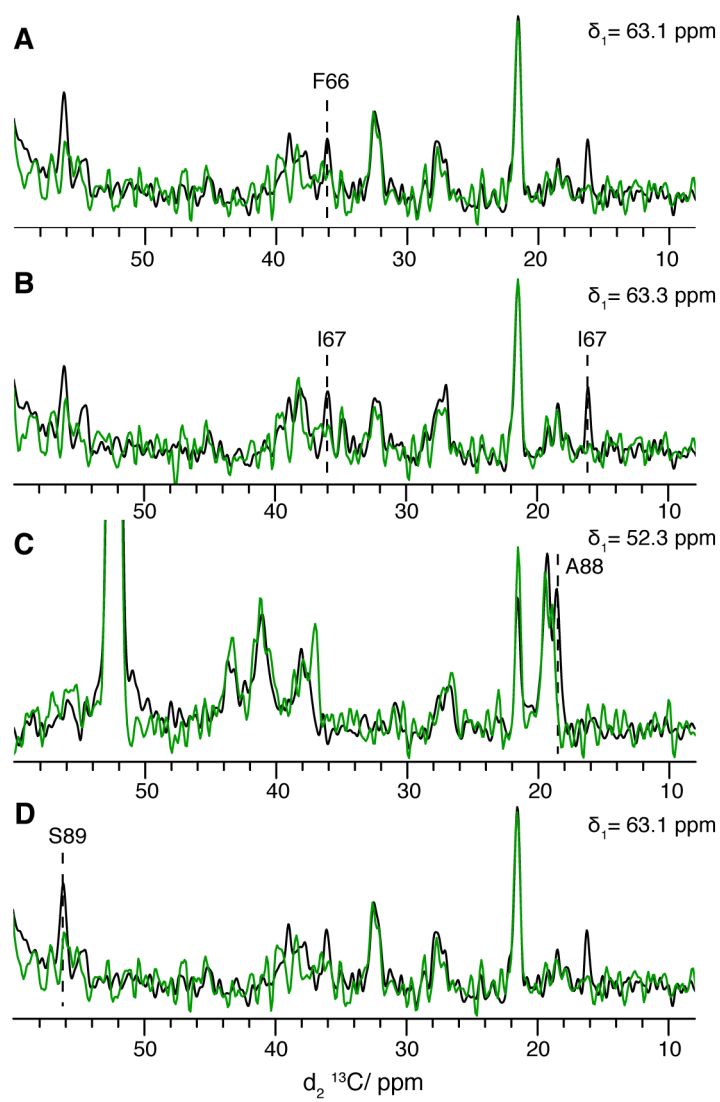 A
δ₁= 63.1 ppm
F66
50 40 30 20 10
B
δ₁= 63.3 ppm
I67 I67
50 40 30 20 10
C
δ₁= 52.3 ppm
A88
50 40 30 20 10
D
δ₁= 63.1 ppm
S89
50 40 30 20 10
d₂ ¹³C/ ppm